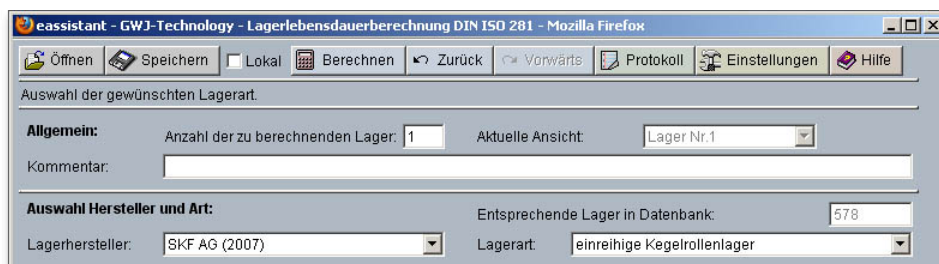 eassistant - GWJ-Technology - Lagerlebensdauerberechnung DIN ISO 281 - Mozilla Firefox
Öffnen Speichern Lokal Berechnen Zurück Vorwärts Protokoll Einstellungen Hilfe
Auswahl der gewünschten Lagerart.
Allgemein: Anzahl der zu berechnenden Lager: 1 Aktuelle Ansicht: Lager Nr.1
Kommentar:
Auswahl Hersteller und Art: Entsprechende Lager in Datenbank: 578
Lagerhersteller: SKF AG (2007) Lagerart: einreihige Kegelrollenlager